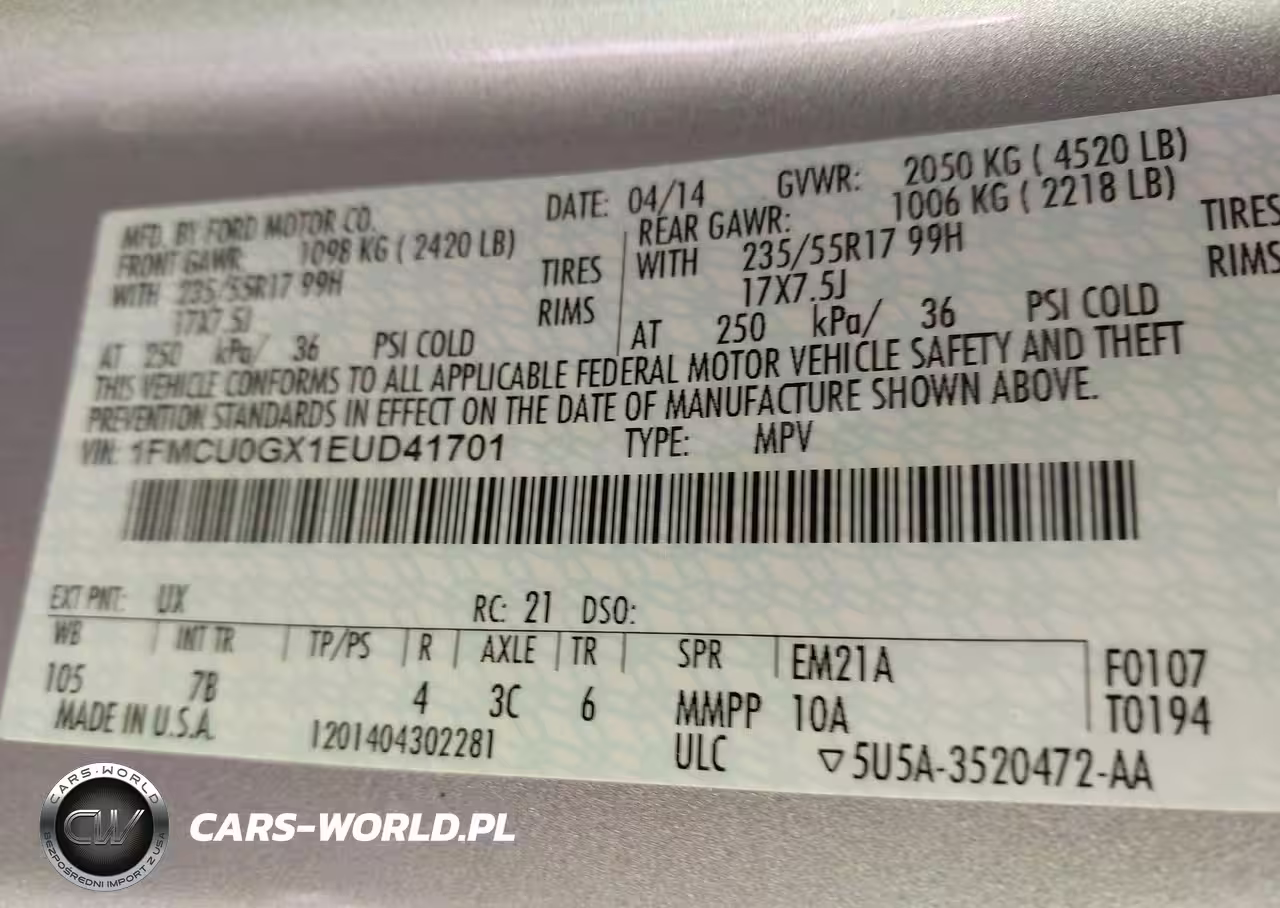 MFD. BY FORD MOTOR CO. DATE: 04/14 GVWR: 2050 KG ( 4520 LB)
FRONT GAWR: 1098 KG ( 2420 LB) REAR GAWR: 1006 KG ( 2218 LB)
WITH 235/55R17 99H TIRES WITH 235/55R17 99H TIRES
17X7.5J RIMS 17X7.5J RIMS
AT 250 kPa/ 36 PSI COLD AT 250 kPa/ 36 PSI COLD
THIS VEHICLE CONFORMS TO ALL APPLICABLE FEDERAL MOTOR VEHICLE SAFETY AND THEFT
PREVENTION STANDARDS IN EFFECT ON THE DATE OF MANUFACTURE SHOWN ABOVE.
VIN: 1FMCU0GX1EUD41701 TYPE: MPV
EXT PNT: UX RC: 21 DSO:
WB INT TR TP/PS R AXLE TR SPR EM21A F0107
105 7B 4 3C 6 MMPP 10A T0194
MADE IN U.S.A. 1201404302281 ULC ▽5U5A-3520472-AA
CARS-WORLD
CW
BEZPOŚREDNI IMPORT Z USA
CARS-WORLD.PL